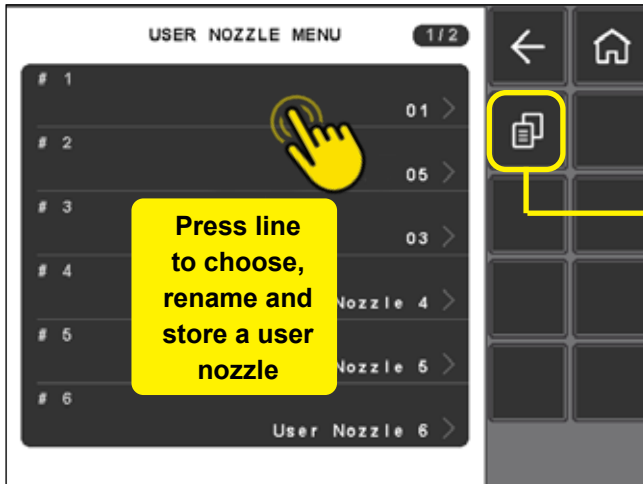 USER NOZZLE MENU 1/2
# 1
01
# 2
05
# 3
03
# 4
Nozzle 4
# 5
Nozzle 5
# 6
User Nozzle 6
Press line
to choose,
rename and
store a user
nozzle